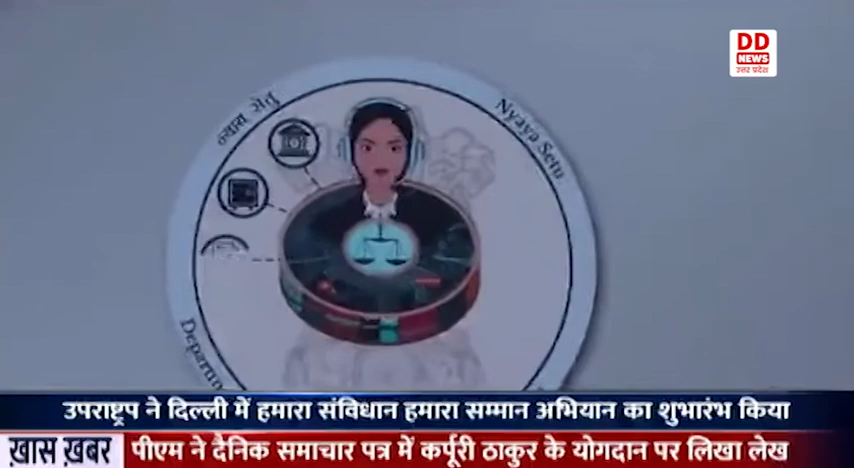 DD
NEWS
उत्तर प्रदेश
न्याय सेतु
Nyaya Setu
उपराष्ट्रप ने दिल्ली में हमारा संविधान हमारा सम्मान अभियान का शुभारंभ किया
ख़ास ख़बर
पीएम ने दैनिक समाचार पत्र में कर्पूरी ठाकुर के योगदान पर लिखा लेख